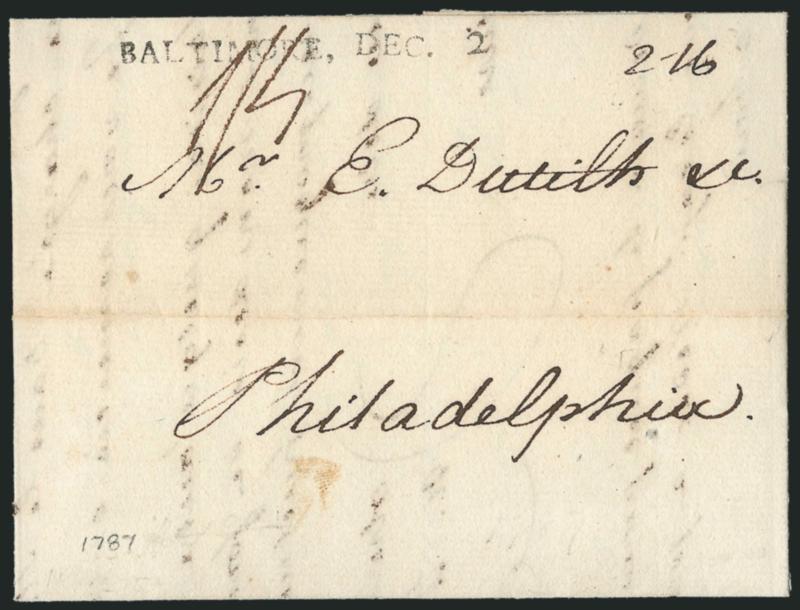 BALTIMORE, DEC. 2
2-16
Mr. E. Dutilh &c.
Philadelphia.
1787